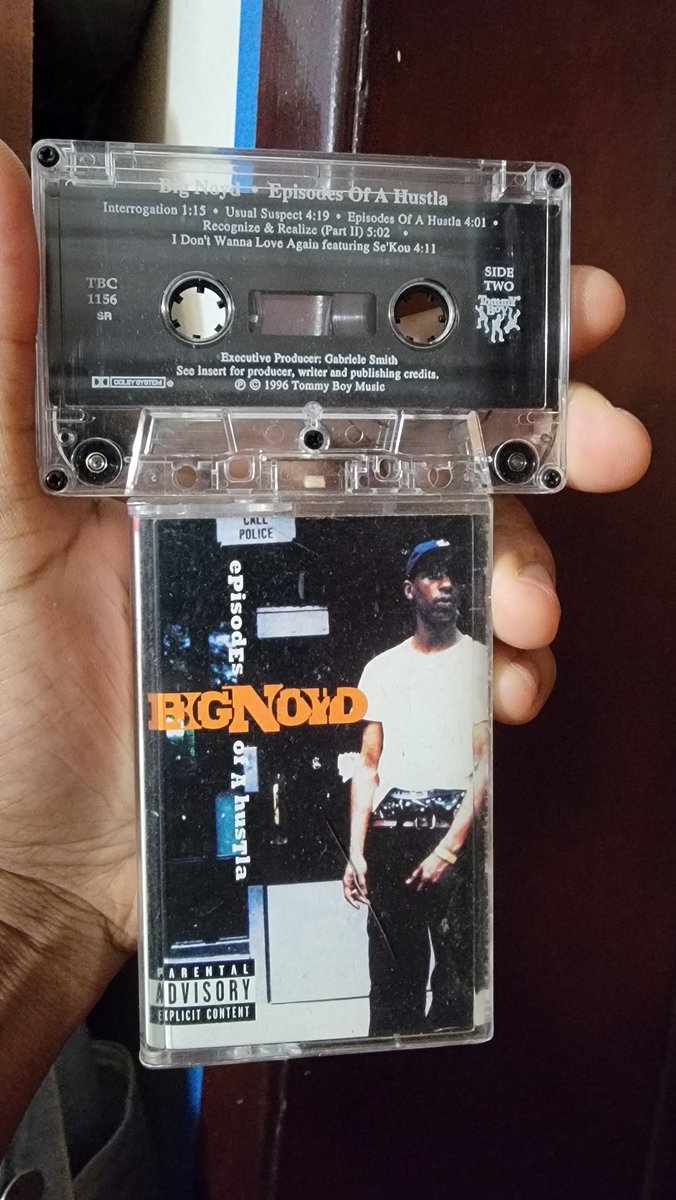 Big Noyd • Episodes Of A Hustla
Interrogation 1:15 • Usual Suspect 4:19 • Episodes Of A Hustla 4:01 •
Recognize & Realize (Part II) 5:02 •
I Don't Wanna Love Again featuring Se'Kou 4:11
TBC
1156
SR
SIDE
TWO
Tommy Boy
Executive Producer: Gabriele Smith
See insert for producer, writer and publishing credits.
℗ © 1996 Tommy Boy Music
DOLBY SYSTEM ®
CALL
POLICE
episodEs of A husTla
BIG NOYD
PARENTAL
ADVISORY
EXPLICIT CONTENT